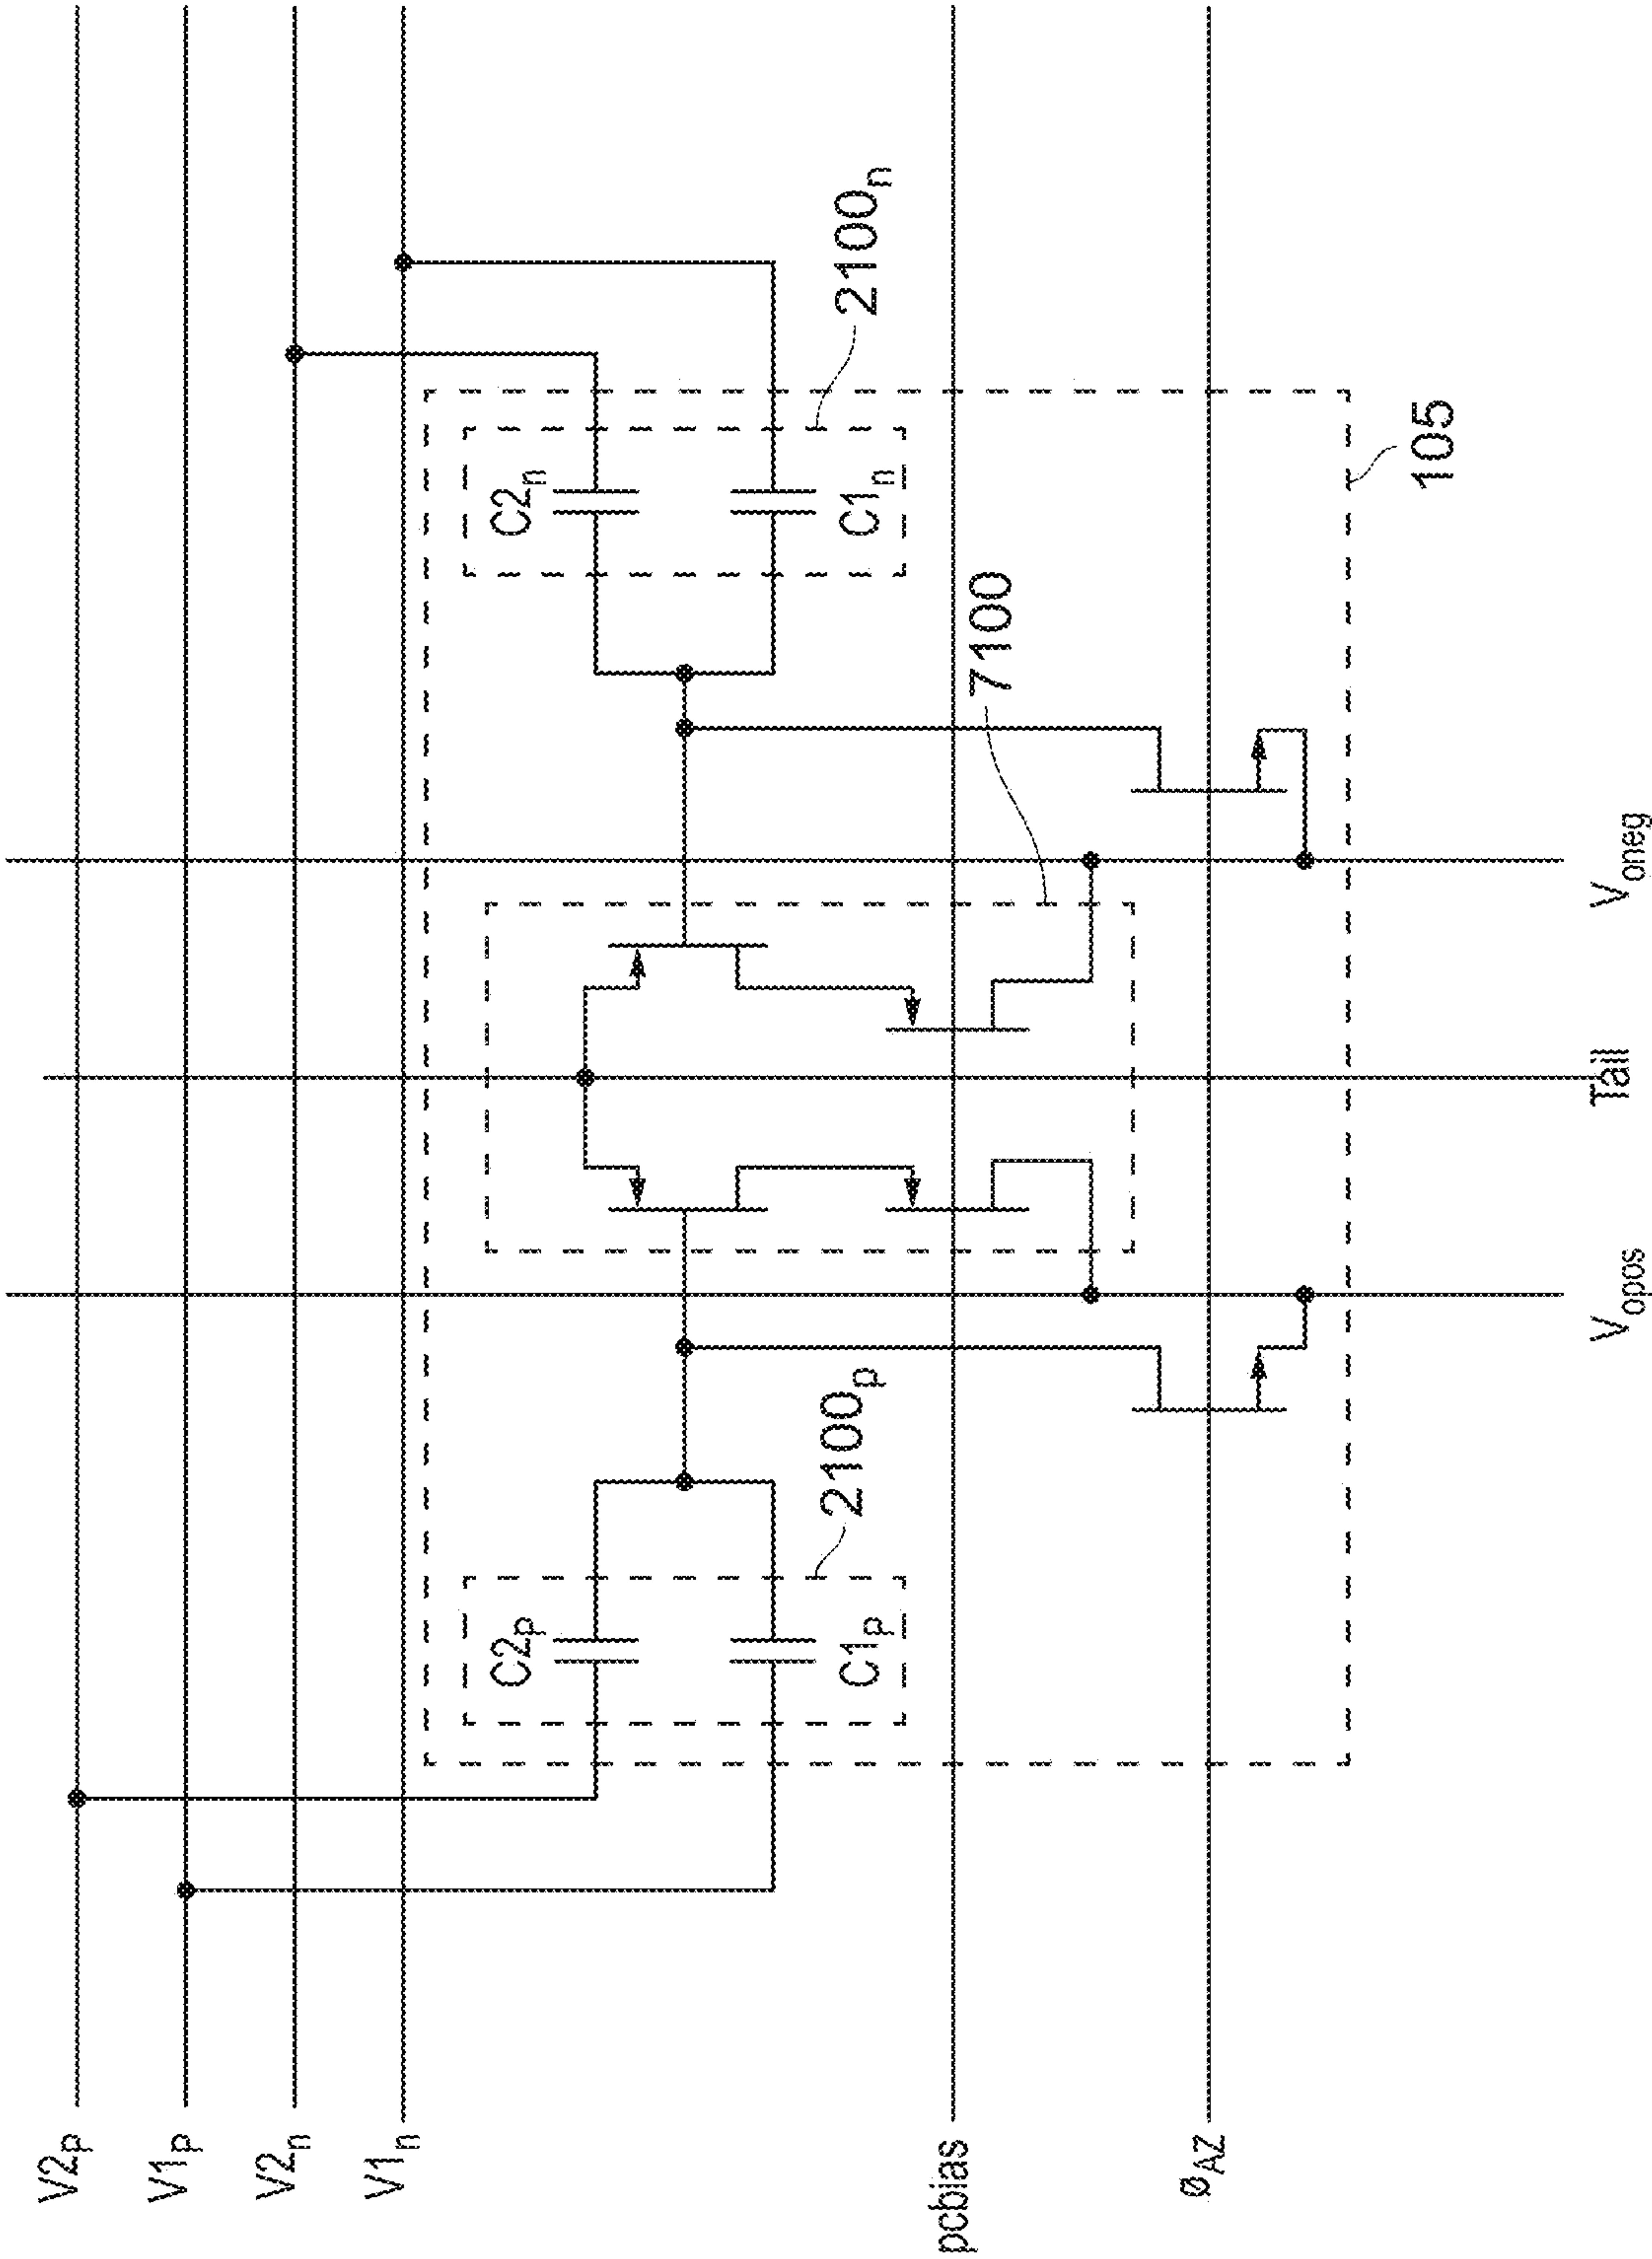 V2p
V1p
V2n
V1n
pcbias
øAZ
C2p
C1p
2100p
C2n
C1n
2100n
7100
105
Vopos
Tail
Voneg